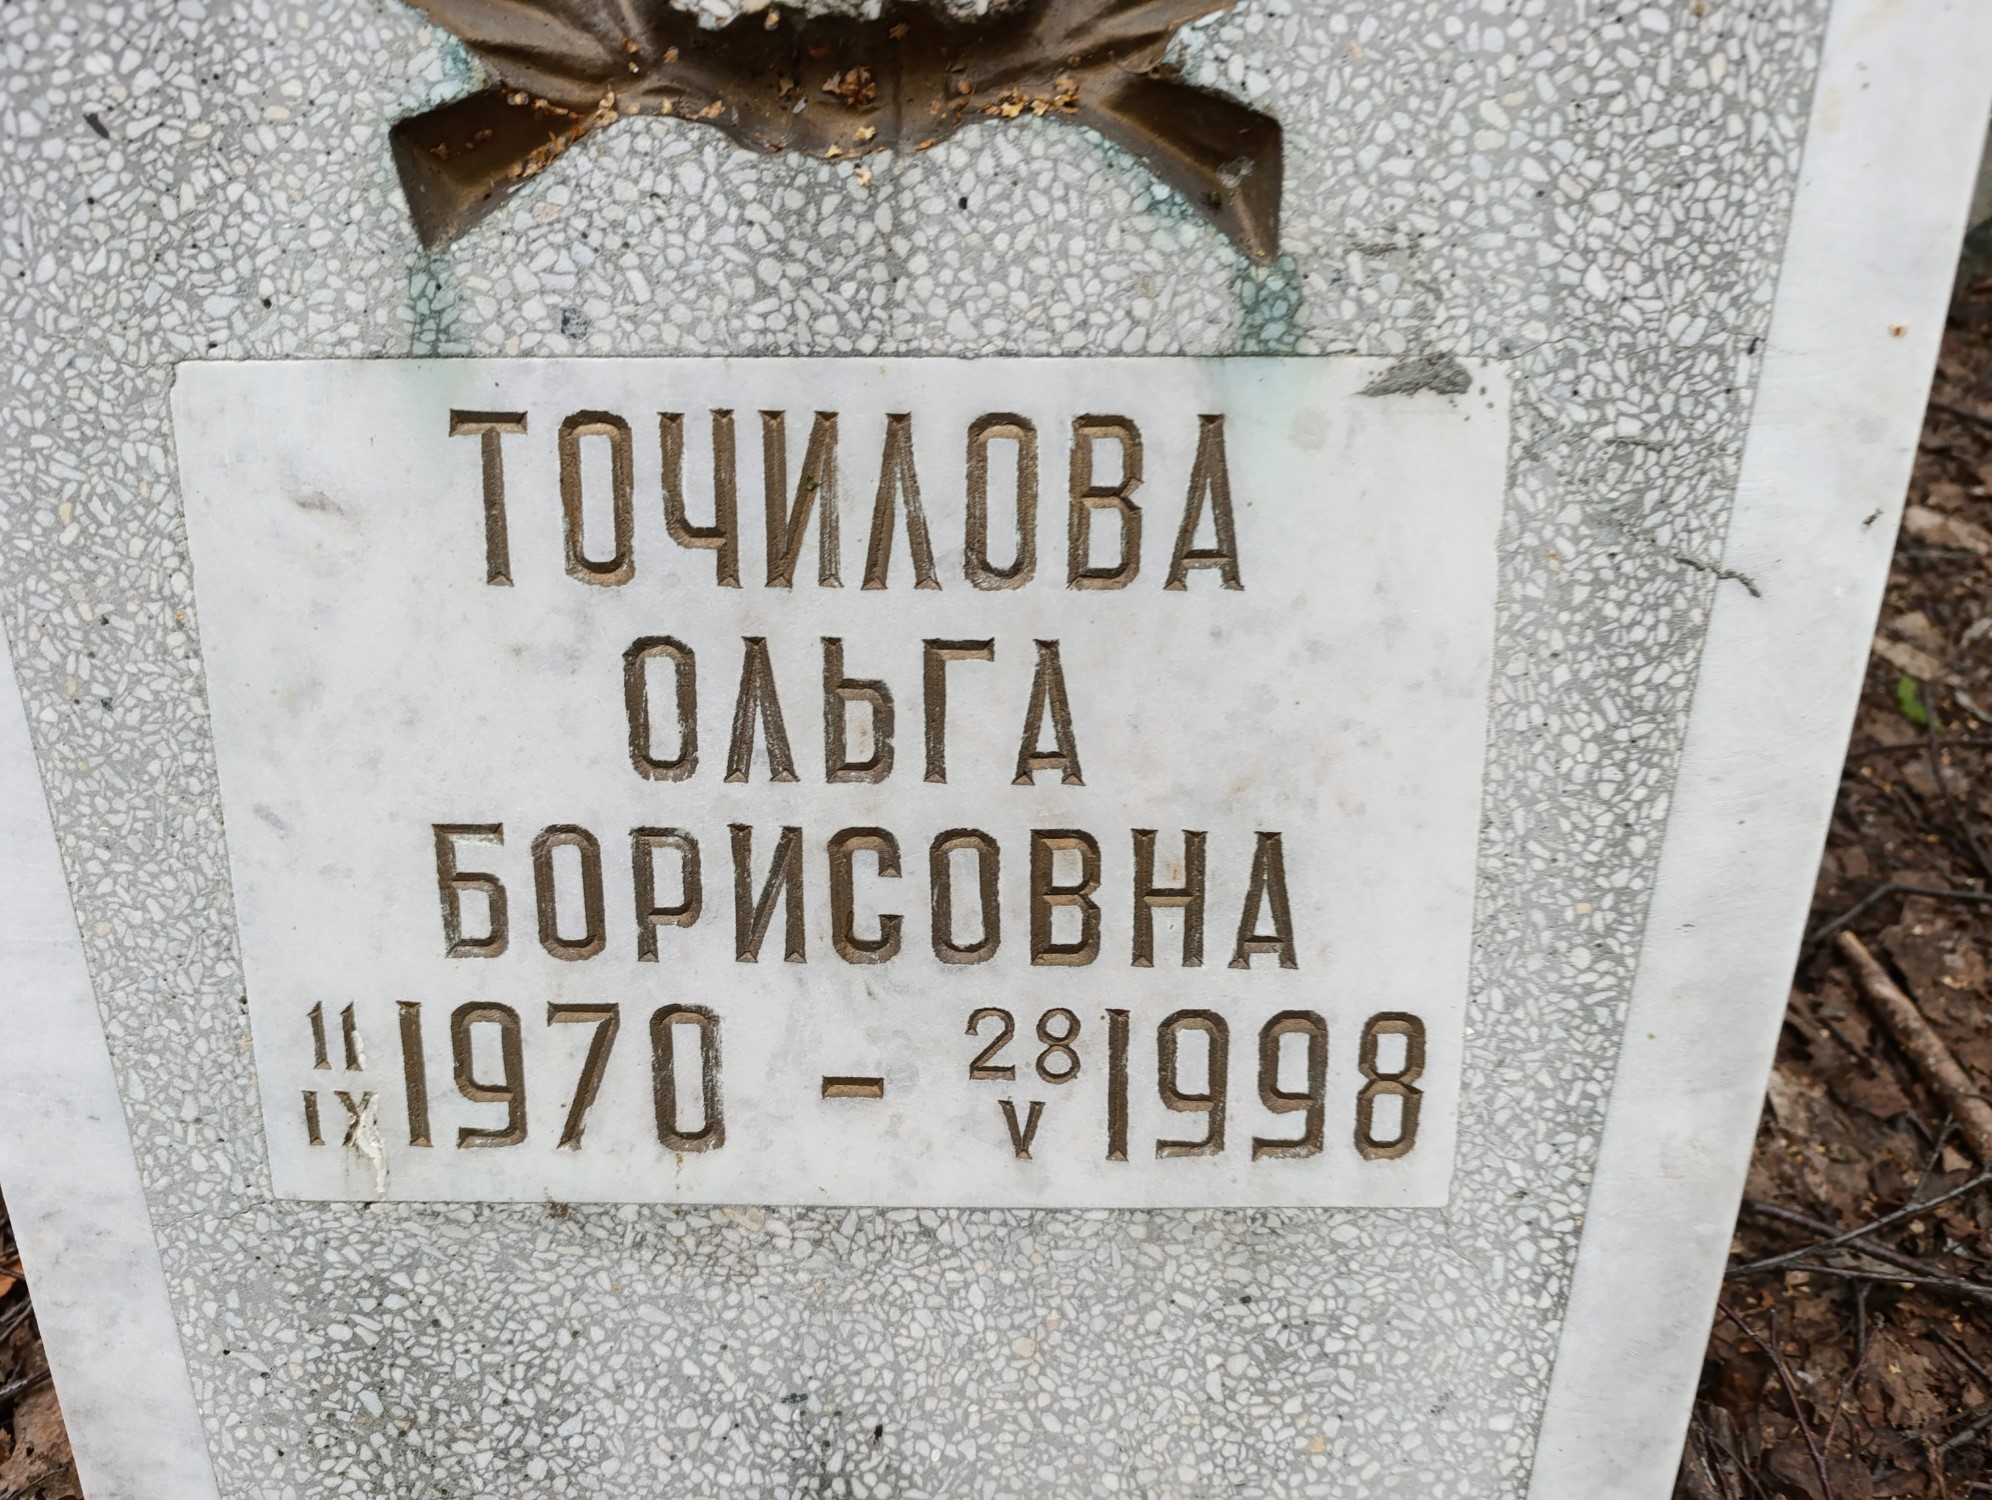 ТОЧИЛОВА
ОЛЬГА
БОРИСОВНА
11 IX 1970 - 28 V 1998